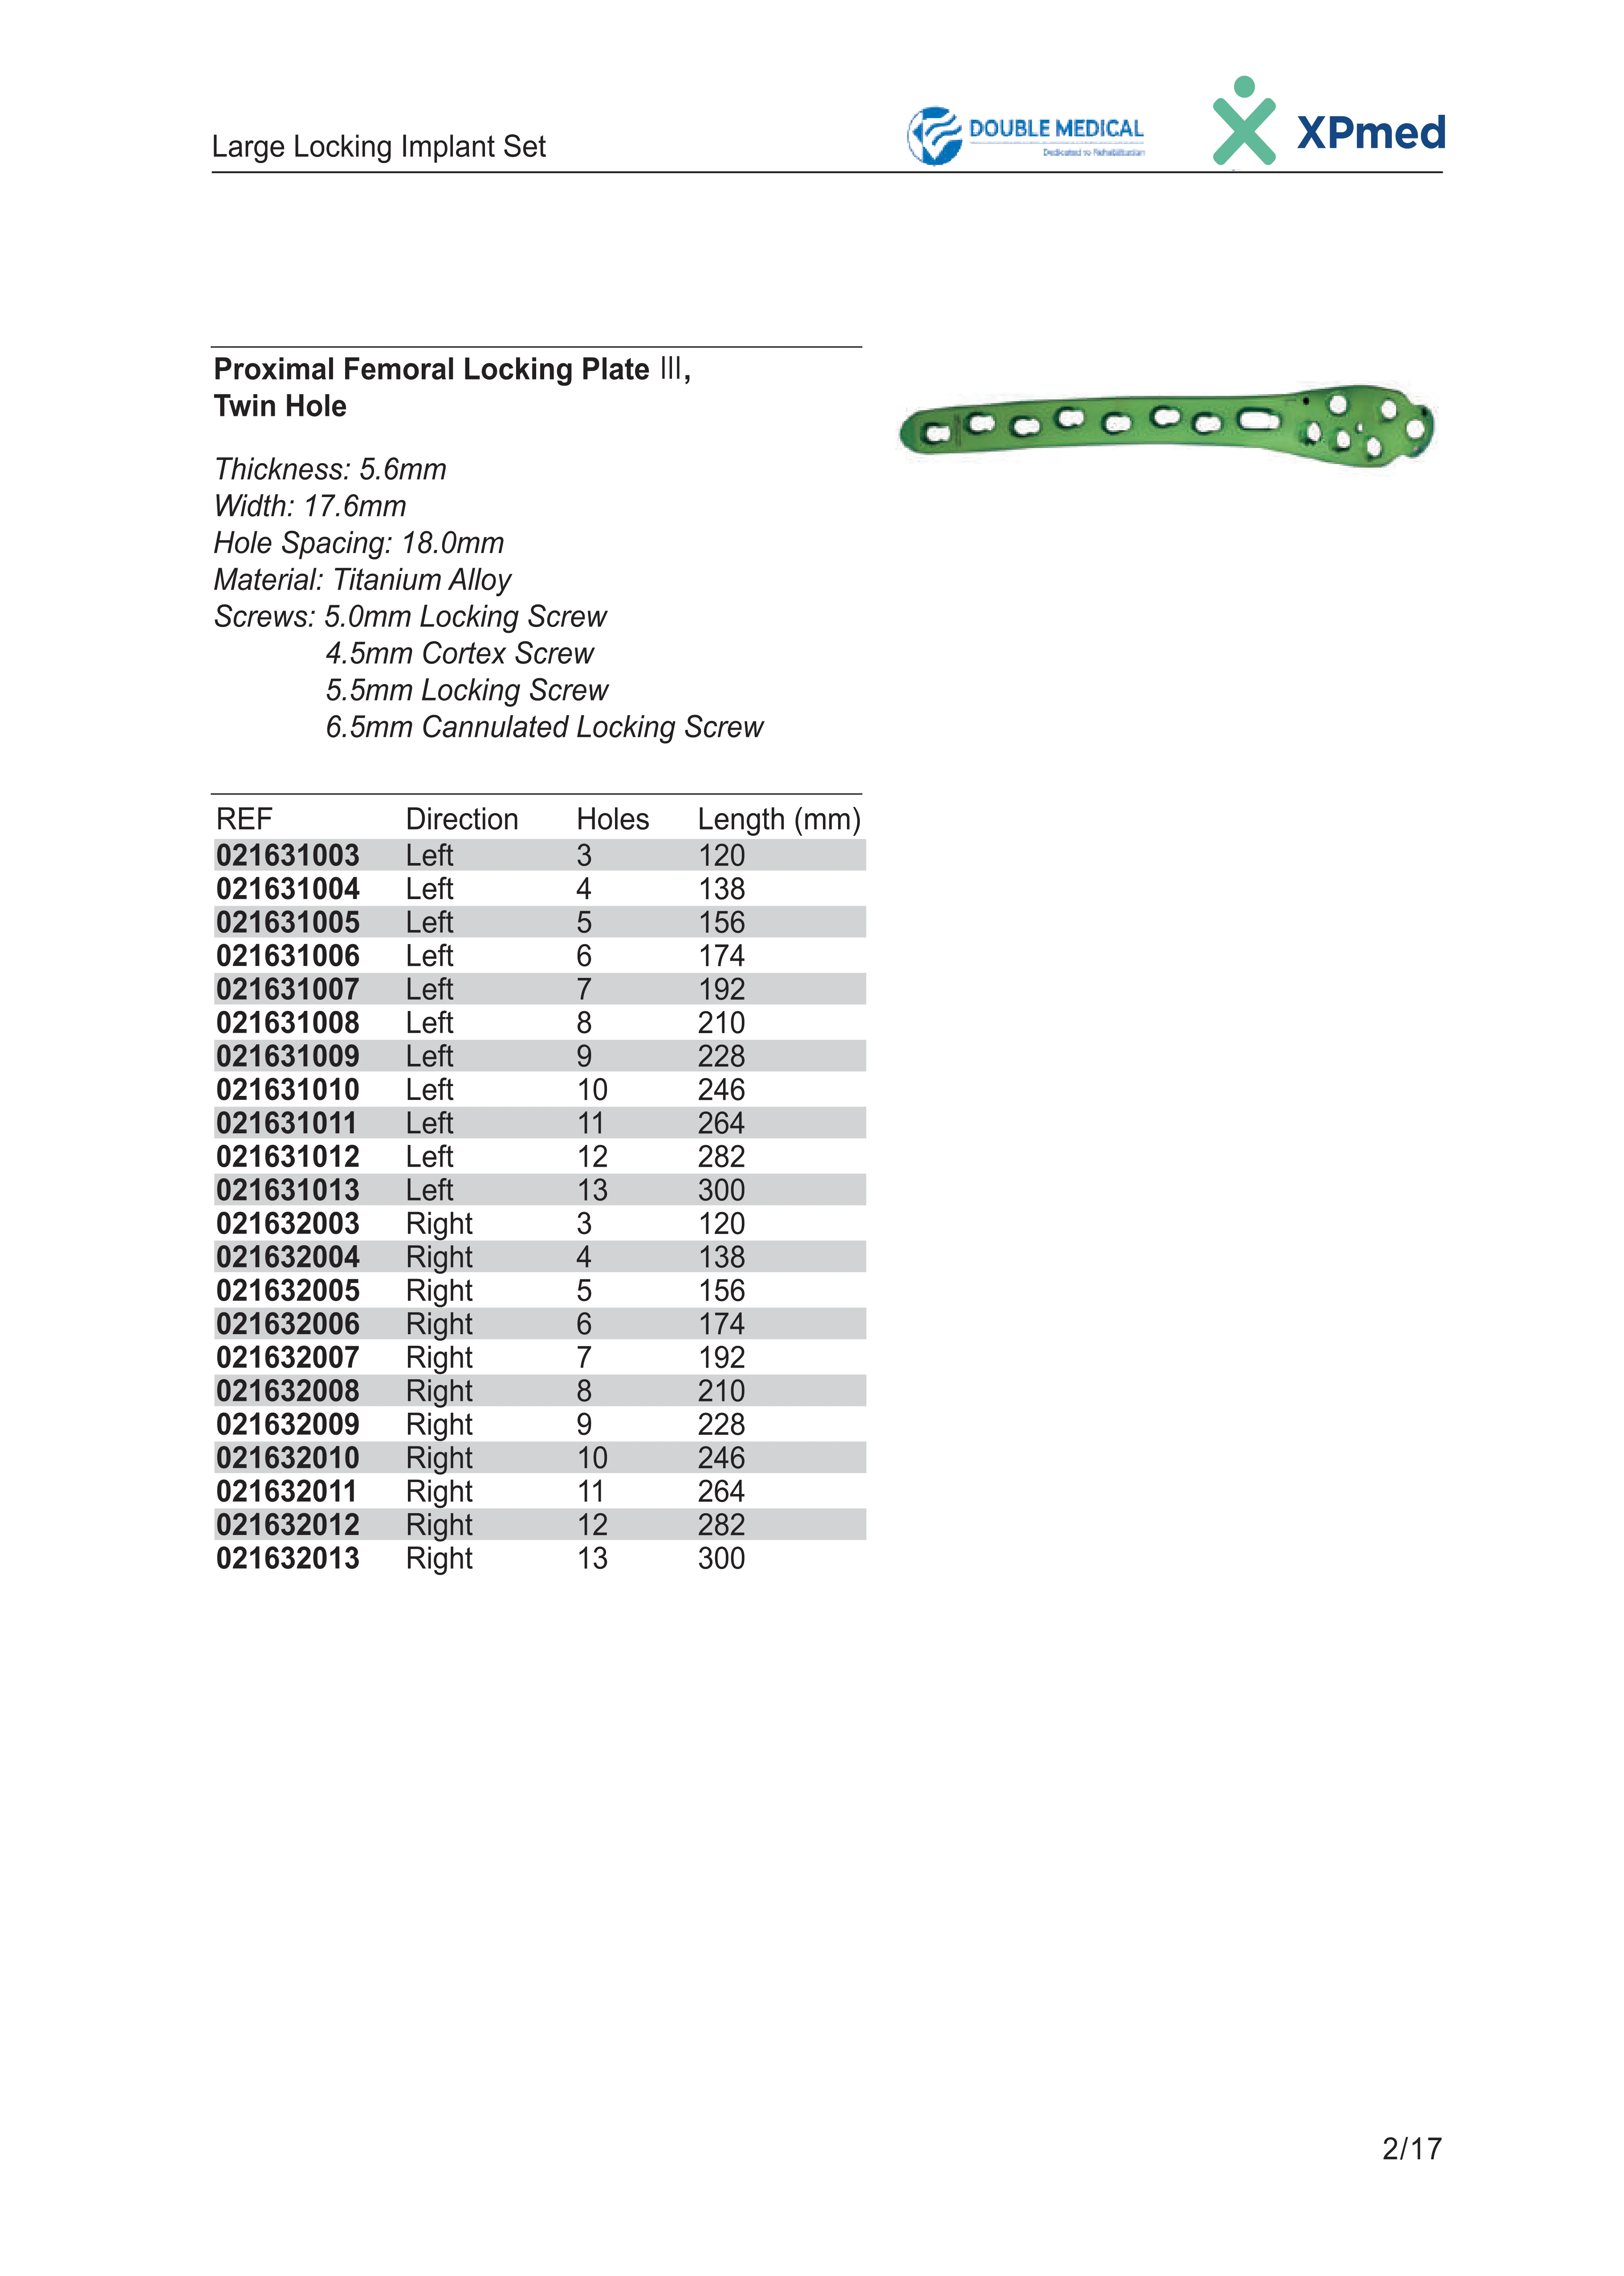 Large Locking Implant Set
DOUBLE MEDICAL
Dedicated to Rehabilitation
XPmed
Proximal Femoral Locking Plate III,
Twin Hole
Thickness: 5.6mm
Width: 17.6mm
Hole Spacing: 18.0mm
Material: Titanium Alloy
Screws: 5.0mm Locking Screw
4.5mm Cortex Screw
5.5mm Locking Screw
6.5mm Cannulated Locking Screw
REF Direction Holes Length (mm)
021631003 Left 3 120
021631004 Left 4 138
021631005 Left 5 156
021631006 Left 6 174
021631007 Left 7 192
021631008 Left 8 210
021631009 Left 9 228
021631010 Left 10 246
021631011 Left 11 264
021631012 Left 12 282
021631013 Left 13 300
021632003 Right 3 120
021632004 Right 4 138
021632005 Right 5 156
021632006 Right 6 174
021632007 Right 7 192
021632008 Right 8 210
021632009 Right 9 228
021632010 Right 10 246
021632011 Right 11 264
021632012 Right 12 282
021632013 Right 13 300
2/17